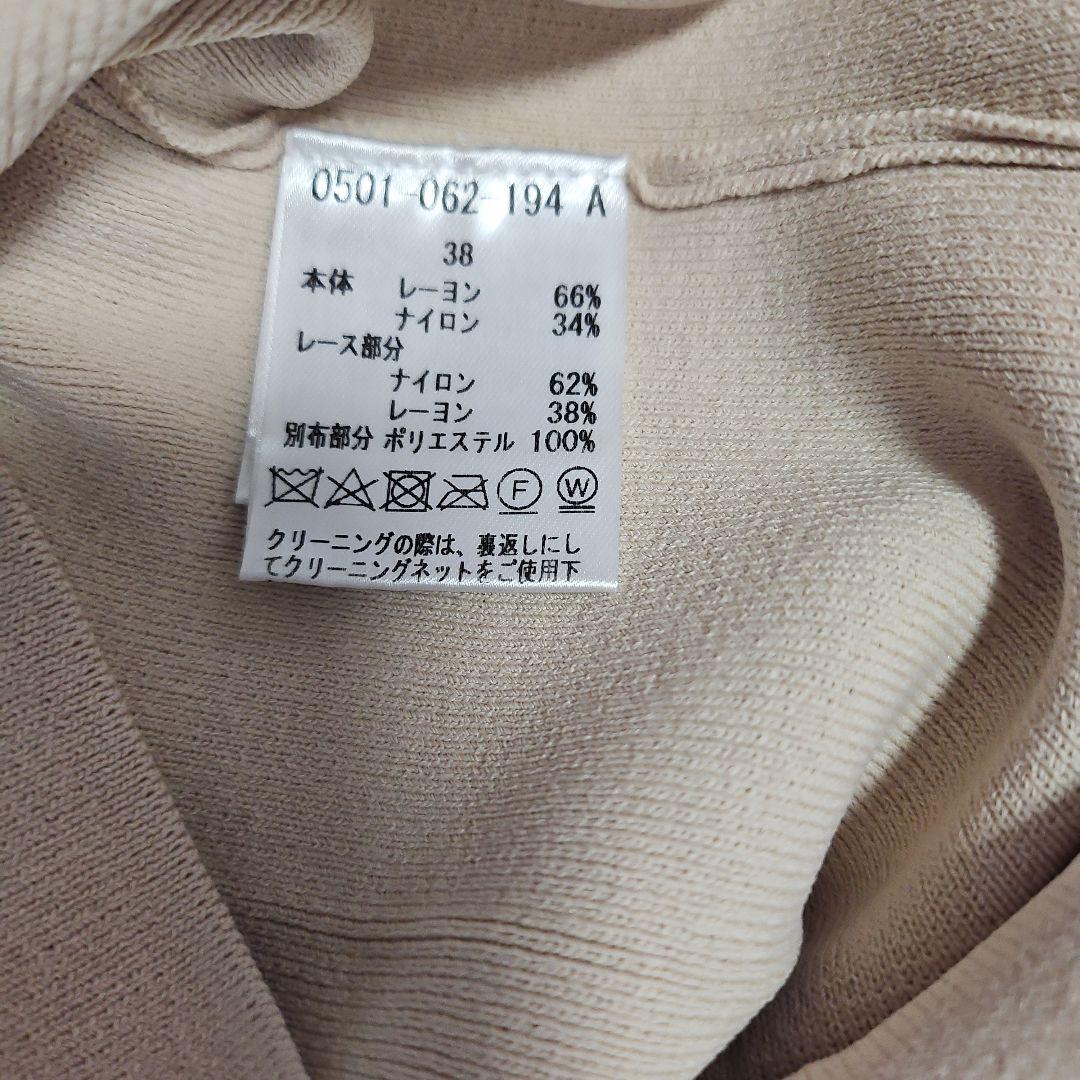 0501-062-194 A
38
本体 レーヨン 66%
ナイロン 34%
レース部分
ナイロン 62%
レーヨン 38%
別布部分 ポリエステル 100%
F W
クリーニングの際は、裏返しにし
てクリーニングネットをご使用下